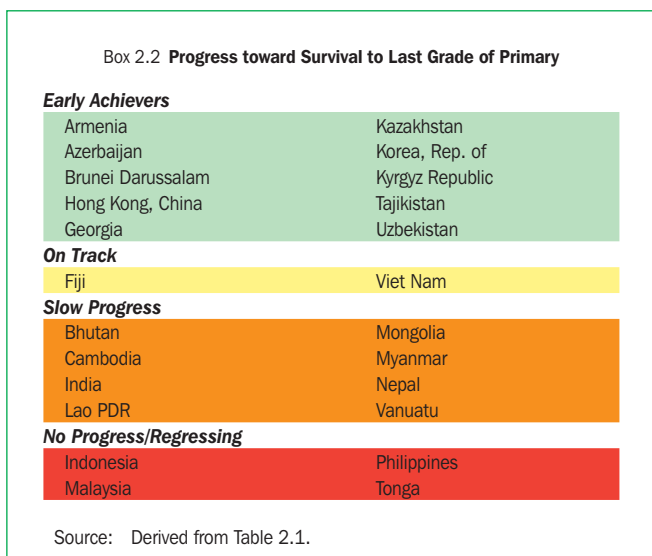 Box 2.2 Progress toward Survival to Last Grade of Primary
Early Achievers
Armenia Kazakhstan
Azerbaijan Korea, Rep. of
Brunei Darussalam Kyrgyz Republic
Hong Kong, China Tajikistan
Georgia Uzbekistan
On Track
Fiji Viet Nam
Slow Progress
Bhutan Mongolia
Cambodia Myanmar
India Nepal
Lao PDR Vanuatu
No Progress/Regressing
Indonesia Philippines
Malaysia Tonga
Source: Derived from Table 2.1.